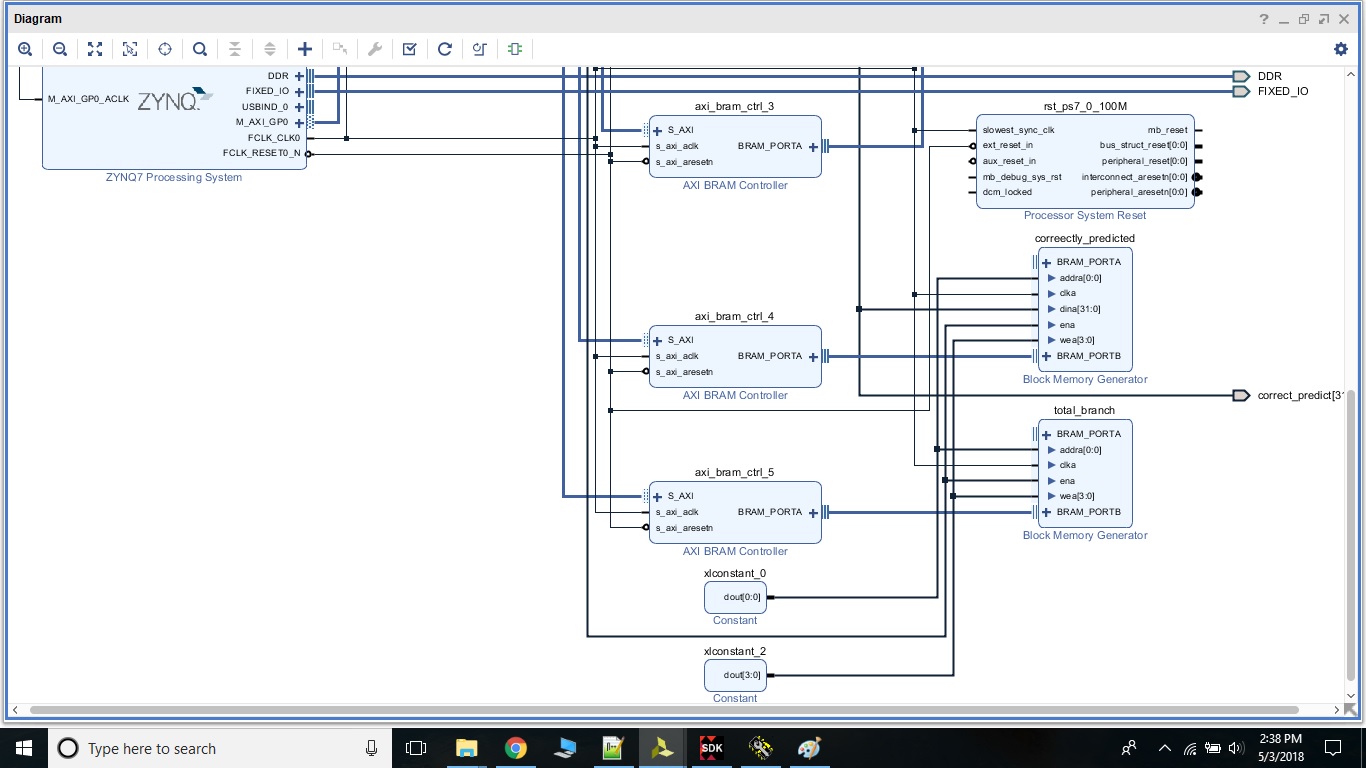 Diagram
DDR
FIXED_IO
USBIND_0
M_AXI_GP0
FCLK_CLK0
FCLK_RESET0_N
M_AXI_GP0_ACLK
ZYNQ
ZYNQ7 Processing System
axi_bram_ctrl_3
S_AXI
s_axi_aclk
s_axi_aresetn
BRAM_PORTA
AXI BRAM Controller
rst_ps7_0_100M
slowest_sync_clk
ext_reset_in
aux_reset_in
mb_debug_sys_rst
dcm_locked
mb_reset
bus_struct_reset[0:0]
peripheral_reset[0:0]
interconnect_aresetn[0:0]
peripheral_aresetn[0:0]
Processor System Reset
DDR
FIXED_IO
correectly_predicted
BRAM_PORTA
addra[0:0]
clka
dina[31:0]
ena
wea[3:0]
BRAM_PORTB
Block Memory Generator
axi_bram_ctrl_4
S_AXI
s_axi_aclk
s_axi_aresetn
BRAM_PORTA
AXI BRAM Controller
correct_predict[3
total_branch
BRAM_PORTA
addra[0:0]
clka
ena
wea[3:0]
BRAM_PORTB
Block Memory Generator
axi_bram_ctrl_5
S_AXI
s_axi_aclk
s_axi_aresetn
BRAM_PORTA
AXI BRAM Controller
xlconstant_0
dout[0:0]
Constant
xlconstant_2
dout[3:0]
Constant
Type here to search
SDK
2:38 PM
5/3/2018